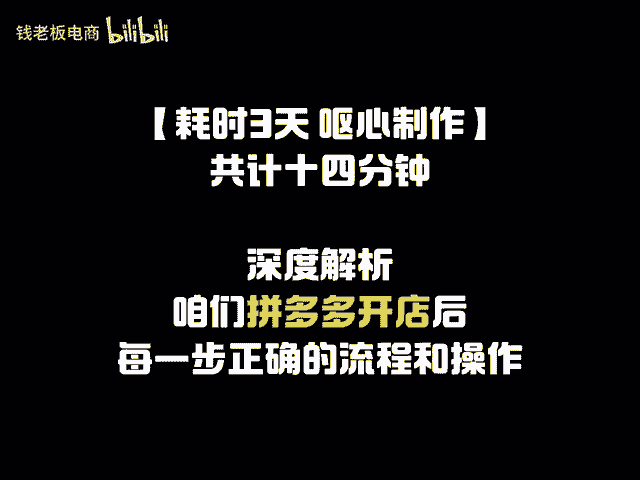 钱老板电商 bilibili
【耗时3天 呕心制作】
共计十四分钟
深度解析
咱们拼多多开店后
每一步正确的流程和操作